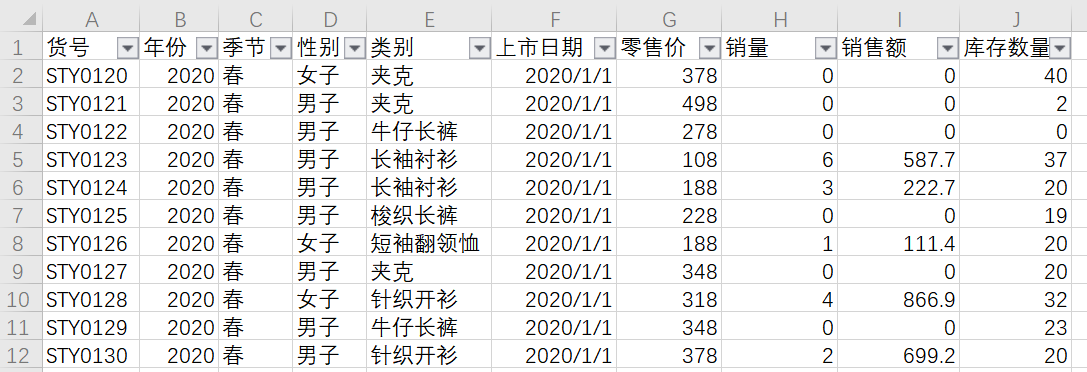 A B C D E F G H I J
1 货号 年份 季节 性别 类别 上市日期 零售价 销量 销售额 库存数量
2 STY0120 2020 春 女子 夹克 2020/1/1 378 0 0 40
3 STY0121 2020 春 男子 夹克 2020/1/1 498 0 0 2
4 STY0122 2020 春 男子 牛仔长裤 2020/1/1 278 0 0 0
5 STY0123 2020 春 男子 长袖衬衫 2020/1/1 108 6 587.7 37
6 STY0124 2020 春 男子 长袖衬衫 2020/1/1 188 3 222.7 20
7 STY0125 2020 春 男子 梭织长裤 2020/1/1 228 0 0 19
8 STY0126 2020 春 女子 短袖翻领恤 2020/1/1 188 1 111.4 20
9 STY0127 2020 春 男子 夹克 2020/1/1 348 0 0 20
10 STY0128 2020 春 女子 针织开衫 2020/1/1 318 4 866.9 32
11 STY0129 2020 春 男子 牛仔长裤 2020/1/1 348 0 0 23
12 STY0130 2020 春 男子 针织开衫 2020/1/1 378 2 699.2 20